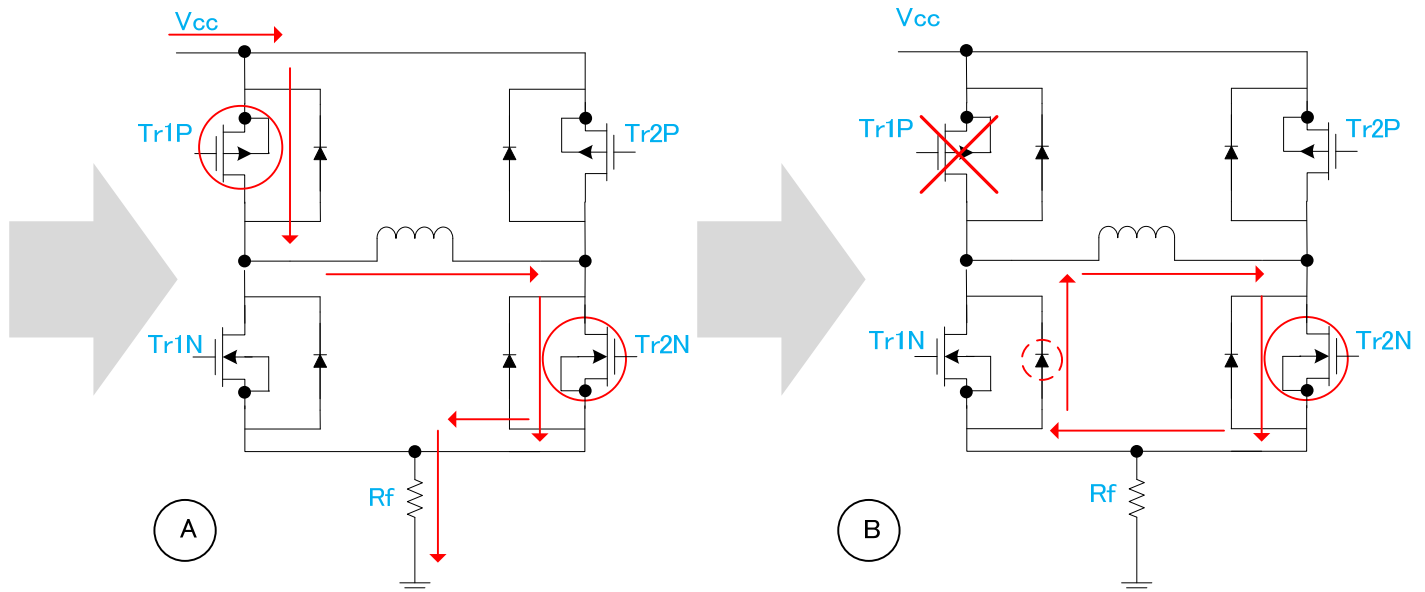 Vcc
Tr1P
Tr2P
Tr1N
Tr2N
Rf
A
Vcc
Tr1P
Tr2P
Tr1N
Tr2N
Rf
B